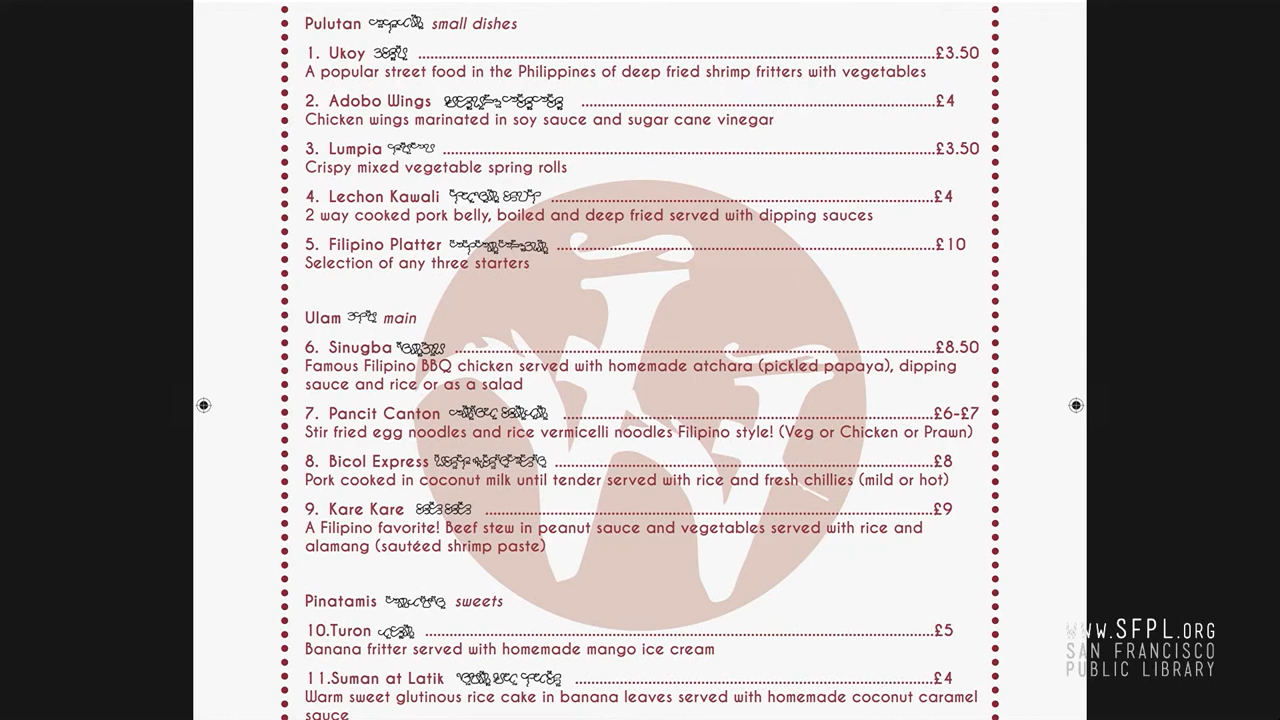 Pulutan small dishes
1. Ukoy ........ £3.50
A popular street food in the Philippines of deep fried shrimp fritters with vegetables
2. Adobo Wings ........ £4
Chicken wings marinated in soy sauce and sugar cane vinegar
3. Lumpia ........ £3.50
Crispy mixed vegetable spring rolls
4. Lechon Kawali ........ £4
2 way cooked pork belly, boiled and deep fried served with dipping sauces
5. Filipino Platter ........ £10
Selection of any three starters
Ulam main
6. Sinugba ........ £8.50
Famous Filipino BBQ chicken served with homemade atchara (pickled papaya), dipping
sauce and rice or as a salad
7. Pancit Canton ........ £6-£7
Stir fried egg noodles and rice vermicelli noodles Filipino style! (Veg or Chicken or Prawn)
8. Bicol Express ........ £8
Pork cooked in coconut milk until tender served with rice and fresh chillies (mild or hot)
9. Kare Kare ........ £9
A Filipino favorite! Beef stew in peanut sauce and vegetables served with rice and
alamang (sautéed shrimp paste)
Pinatamis sweets
10.Turon ........ £5
Banana fritter served with homemade mango ice cream
11.Suman at Latik ........ £4
Warm sweet glutinous rice cake in banana leaves served with homemade coconut caramel
sauce
www.SFPL.ORG
SAN FRANCISCO
PUBLIC LIBRARY